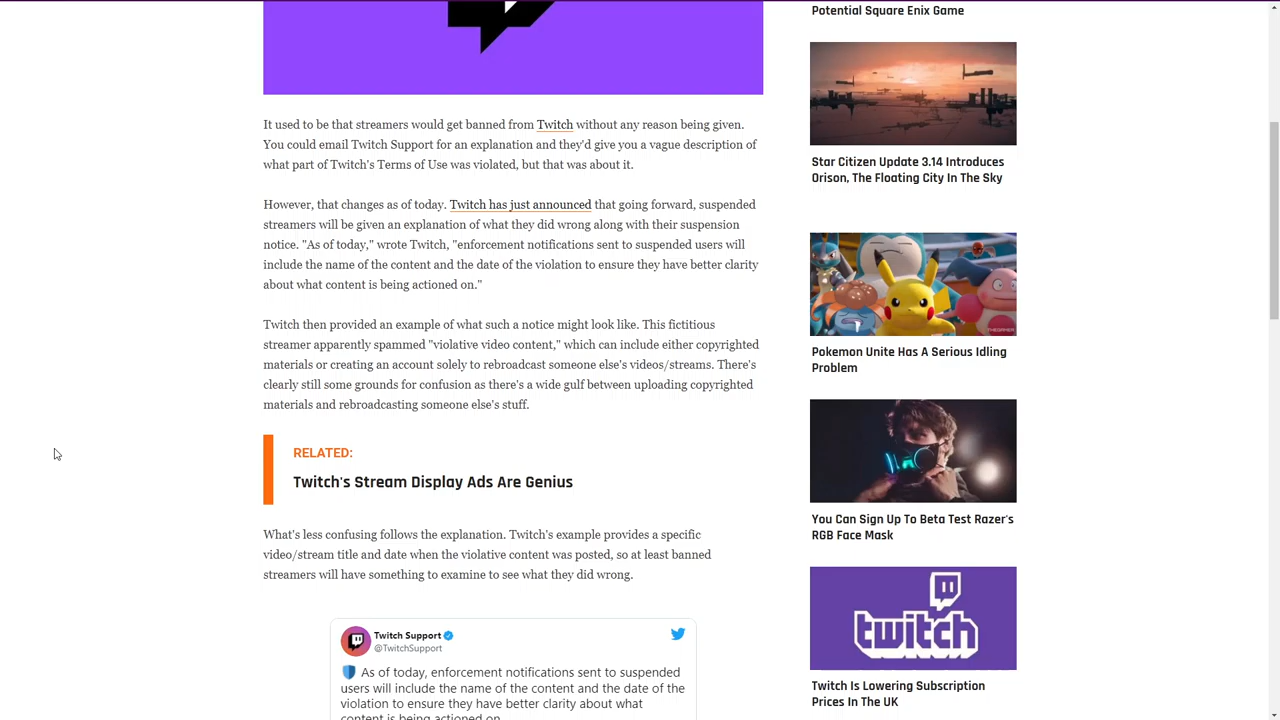 It used to be that streamers would get banned from Twitch without any reason being given.
You could email Twitch Support for an explanation and they'd give you a vague description of
what part of Twitch's Terms of Use was violated, but that was about it.
However, that changes as of today. Twitch has just announced that going forward, suspended
streamers will be given an explanation of what they did wrong along with their suspension
notice. "As of today," wrote Twitch, "enforcement notifications sent to suspended users will
include the name of the content and the date of the violation to ensure they have better clarity
about what content is being actioned on."
Twitch then provided an example of what such a notice might look like. This fictitious
streamer apparently spammed "violative video content," which can include either copyrighted
materials or creating an account solely to rebroadcast someone else's videos/streams. There's
clearly still some grounds for confusion as there's a wide gulf between uploading copyrighted
materials and rebroadcasting someone else's stuff.
RELATED:
Twitch's Stream Display Ads Are Genius
What's less confusing follows the explanation. Twitch's example provides a specific
video/stream title and date when the violative content was posted, so at least banned
streamers will have something to examine to see what they did wrong.
Twitch Support
@TwitchSupport
As of today, enforcement notifications sent to suspended
users will include the name of the content and the date of the
violation to ensure they have better clarity about what
content is being actioned on
Potential Square Enix Game
Star Citizen Update 3.14 Introduces
Orison, The Floating City In The Sky
THEGAMER
Pokemon Unite Has A Serious Idling
Problem
You Can Sign Up To Beta Test Razer's
RGB Face Mask
twitch
Twitch Is Lowering Subscription
Prices In The UK